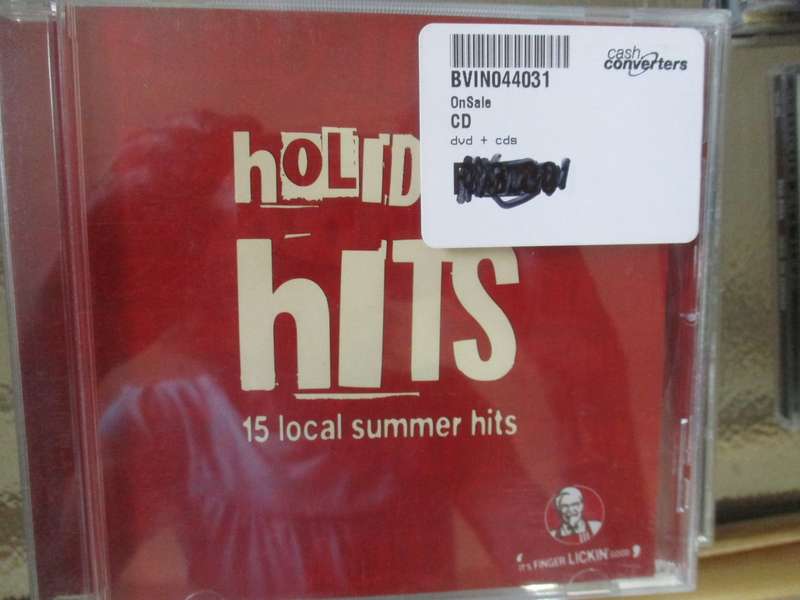 cash
converters
BVIN044031
OnSale
CD
dvd + cds
hOLID
hITS
15 local summer hits
"IT'S FINGER LICKIN' GOOD"